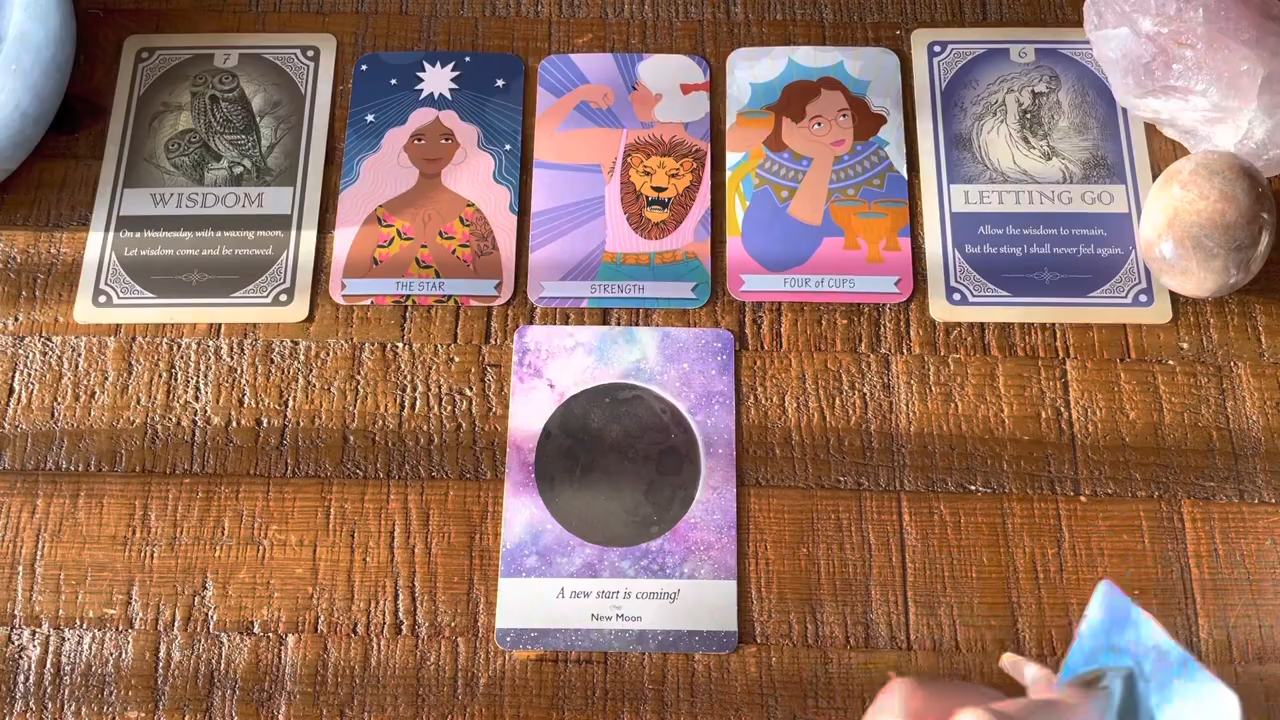 7
WISDOM
On a Wednesday, with a waxing moon,
Let wisdom come and be renewed.
THE STAR
STRENGTH
FOUR of CUPS
6
LETTING GO
Allow the wisdom to remain,
But the sting I shall never feel again.
A new start is coming!
New Moon